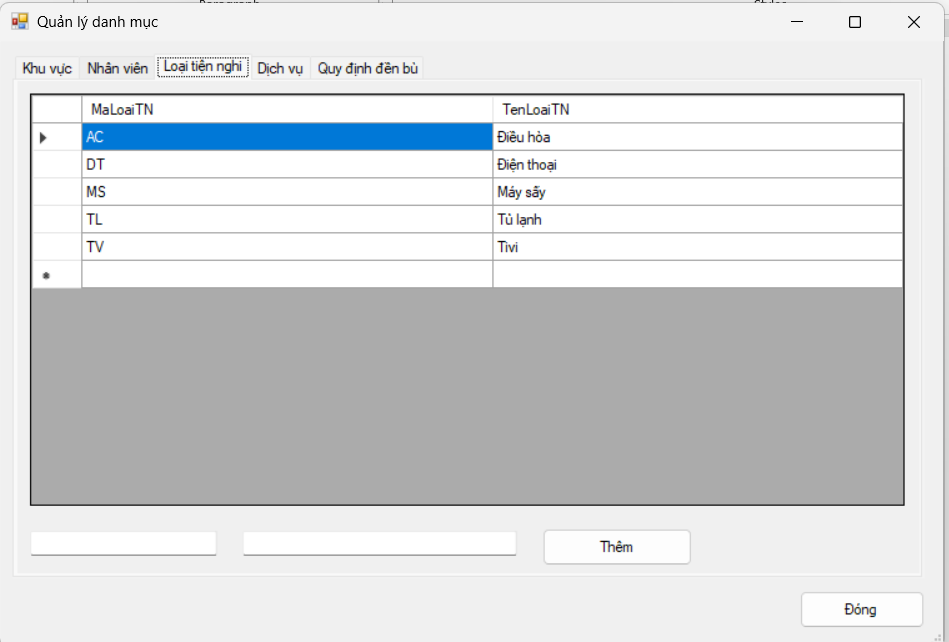 Quản lý danh mục
Khu vực Nhân viên Loại tiện nghi Dịch vụ Quy định đền bù
MaLoaiTN TenLoaiTN
AC Điều hòa
DT Điện thoại
MS Máy sấy
TL Tủ lạnh
TV Tivi
Thêm
Đóng